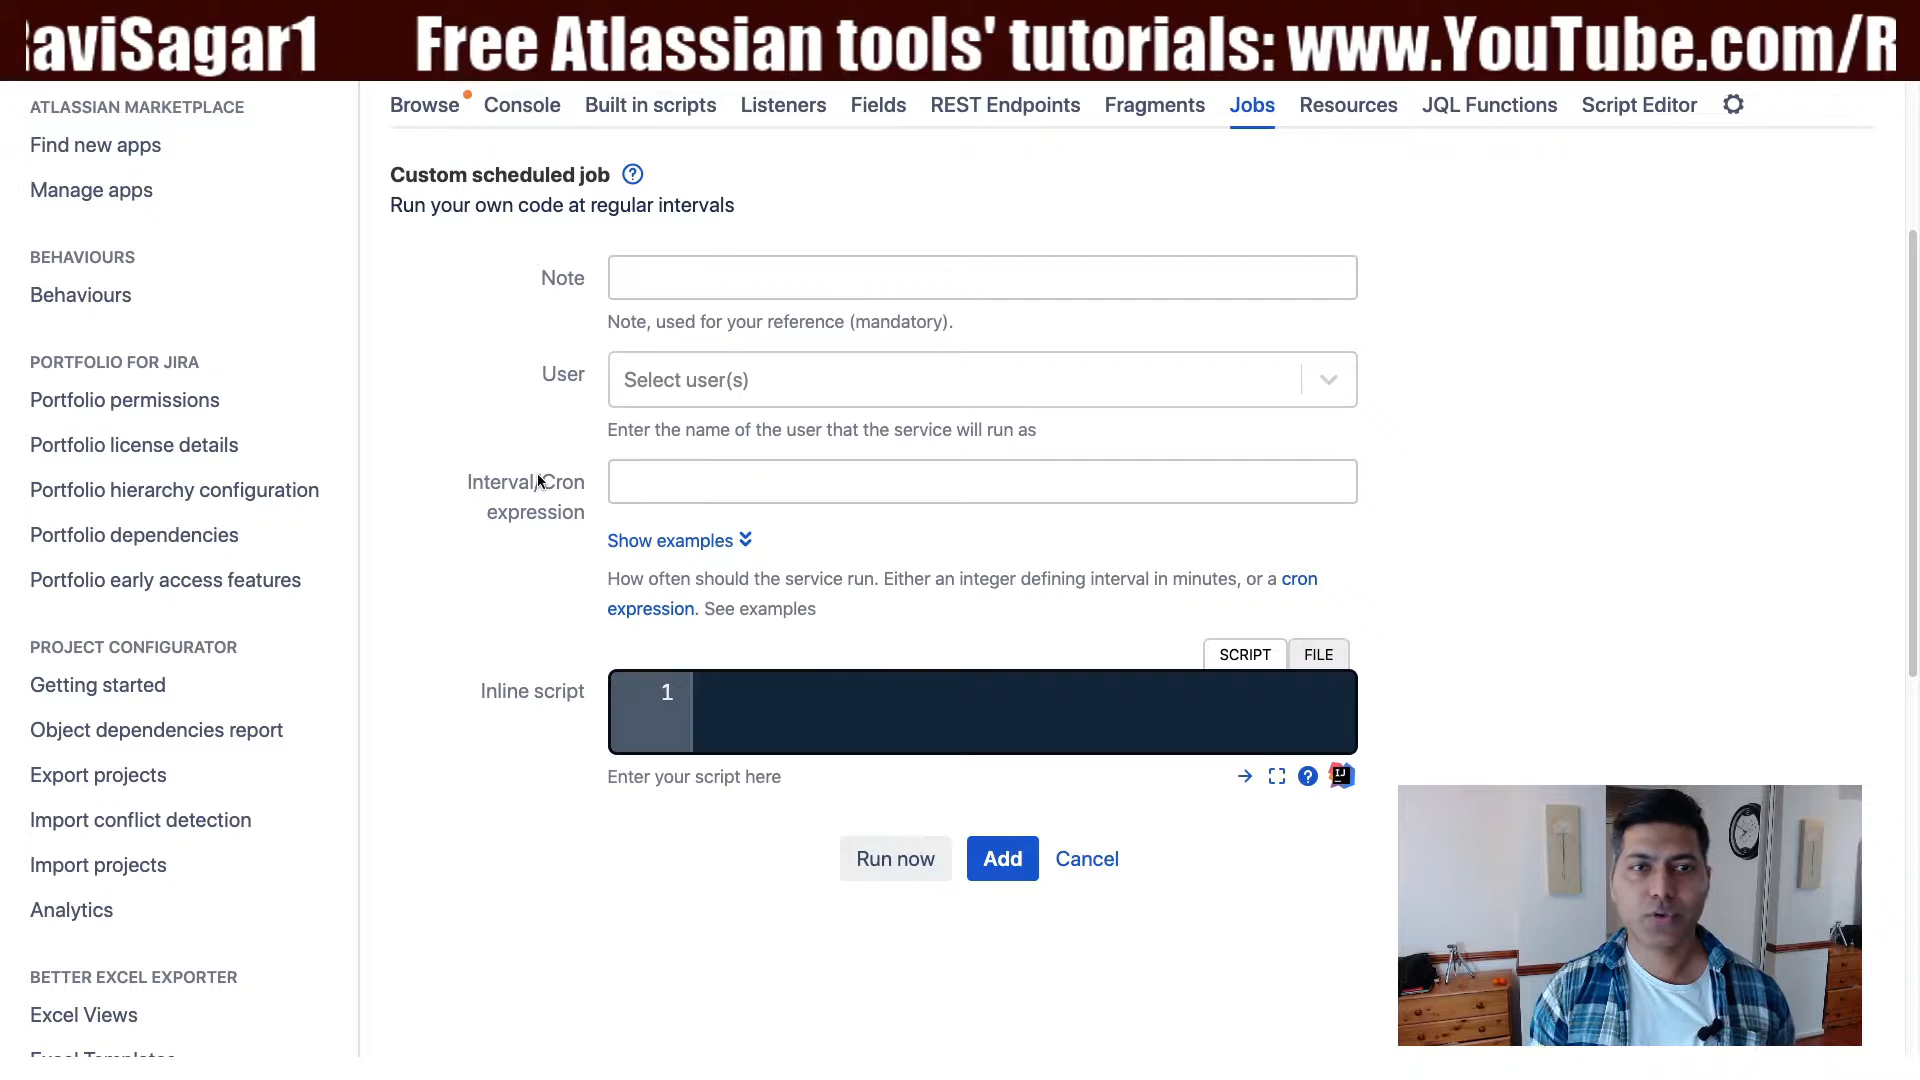 RaviSagar1 Free Atlassian tools' tutorials: www.YouTube.com/R
ATLASSIAN MARKETPLACE
Find new apps
Manage apps
BEHAVIOURS
Behaviours
PORTFOLIO FOR JIRA
Portfolio permissions
Portfolio license details
Portfolio hierarchy configuration
Portfolio dependencies
Portfolio early access features
PROJECT CONFIGURATOR
Getting started
Object dependencies report
Export projects
Import conflict detection
Import projects
Analytics
BETTER EXCEL EXPORTER
Excel Views
Excel Templates
Browse Console Built in scripts Listeners Fields REST Endpoints Fragments Jobs Resources JQL Functions Script Editor
Custom scheduled job ?
Run your own code at regular intervals
Note
Note, used for your reference (mandatory).
User Select user(s)
Enter the name of the user that the service will run as
Interval/Cron
expression
Show examples
How often should the service run. Either an integer defining interval in minutes, or a cron
expression. See examples
SCRIPT FILE
Inline script 1
Enter your script here ? IJ
Run now Add Cancel